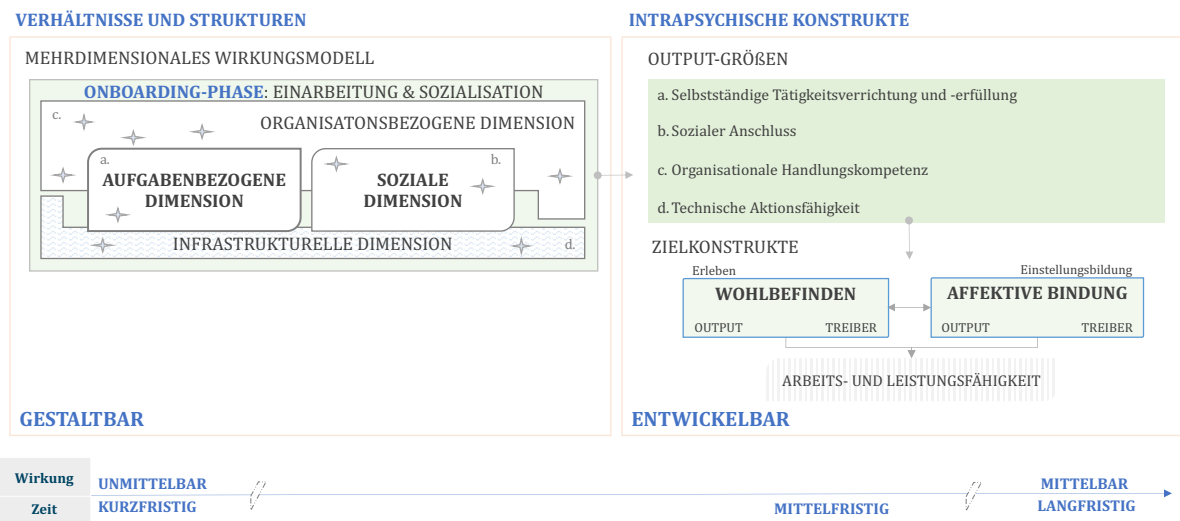 VERHÄLTNISSE UND STRUKTUREN
MEHRDIMENSIONALES WIRKUNGSMODELL
ONBOARDING-PHASE: EINARBEITUNG & SOZIALISATION
c.
ORGANISATONSBEZOGENE DIMENSION
a.
AUFGABENBEZOGENE
DIMENSION
b.
SOZIALE
DIMENSION
INFRASTRUKTURELLE DIMENSION
d.
GESTALTBAR
INTRAPSYCHISCHE KONSTRUKTE
OUTPUT-GRÖßEN
a. Selbstständige Tätigkeitsverrichtung und -erfüllung
b. Sozialer Anschluss
c. Organisationale Handlungskompetenz
d. Technische Aktionsfähigkeit
ZIELKONSTRUKTE
Erleben
WOHLBEFINDEN
OUTPUT TREIBER
Einstellungsbildung
AFFEKTIVE BINDUNG
OUTPUT TREIBER
ARBEITS- UND LEISTUNGSFÄHIGKEIT
ENTWICKELBAR
Wirkung UNMITTELBAR MITTELBAR
Zeit KURZFRISTIG MITTELFRISTIG LANGFRISTIG